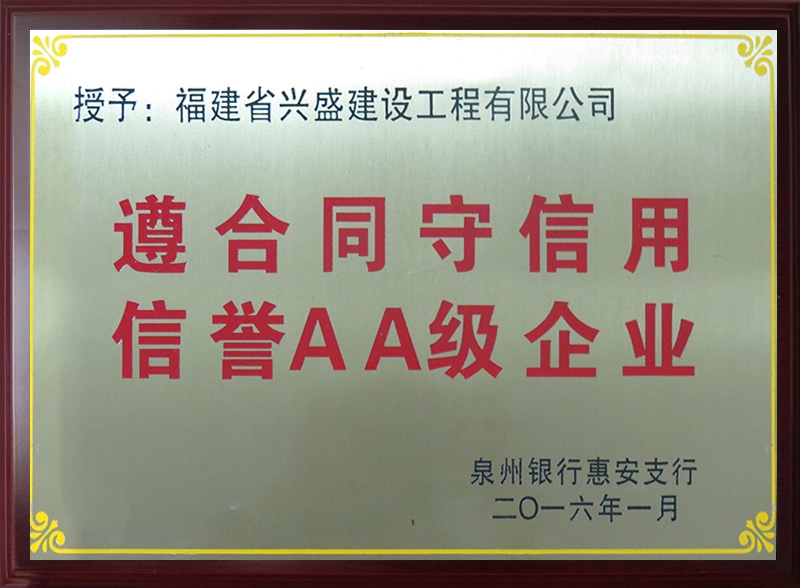 授予：福建省兴盛建设工程有限公司
遵合同守信用
信誉AA级企业
泉州银行惠安支行
二〇一六年一月